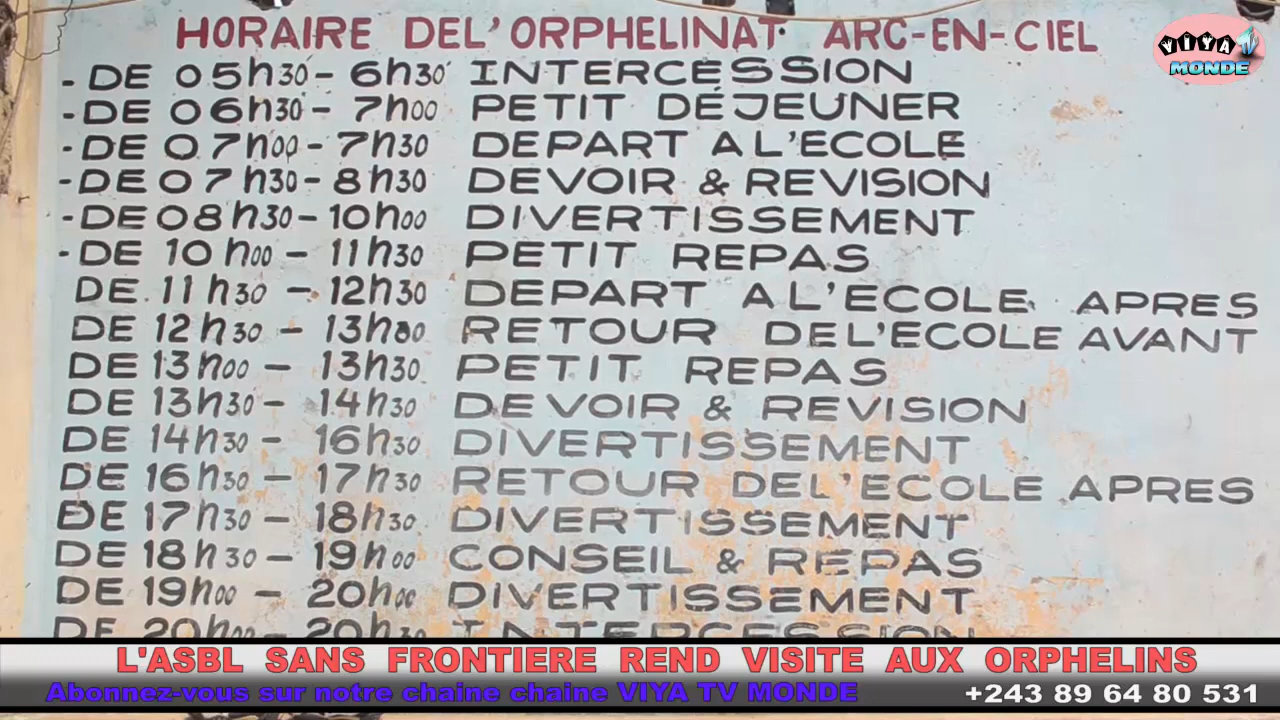 HORAIRE DEL'ORPHELINAT ARC-EN-CIEL
VIYA
MONDE
- DE 05h30 - 6h30' INTERCESSION
- DE 06h30 - 7h00 PETIT DÉJEUNER
- DE 07h00 - 7h30 DEPART A L'ECOLE
- DE 07h30 - 8h30 DEVOIR & REVISION
- DE 08h30 - 10h00 DIVERTISSEMENT
- DE 10h00 - 11h30 PETIT REPAS
DE 11h30 - 12h30 DEPART A L'ECOLE APRES
DE 12h30 - 13h00 RETOUR DEL'ECOLE AVANT
DE 13h00 - 13h30 PETIT REPAS
DE 13h30 - 14h30 DEVOIR & REVISION
DE 14h30 - 16h30 DIVERTISSEMENT
DE 16h30 - 17h30 RETOUR DEL'ECOLE APRES
DE 17h30 - 18h30 DIVERTISSEMENT
DE 18h30 - 19h00 CONSEIL & REPAS
DE 19h00 - 20h00 DIVERTISSEMENT
DE 20h00 - 20h30 INTERCESSION
L'ASBL SANS FRONTIERE REND VISITE AUX ORPHELINS
Abonnez-vous sur notre chaine chaine VIYA TV MONDE +243 89 64 80 531